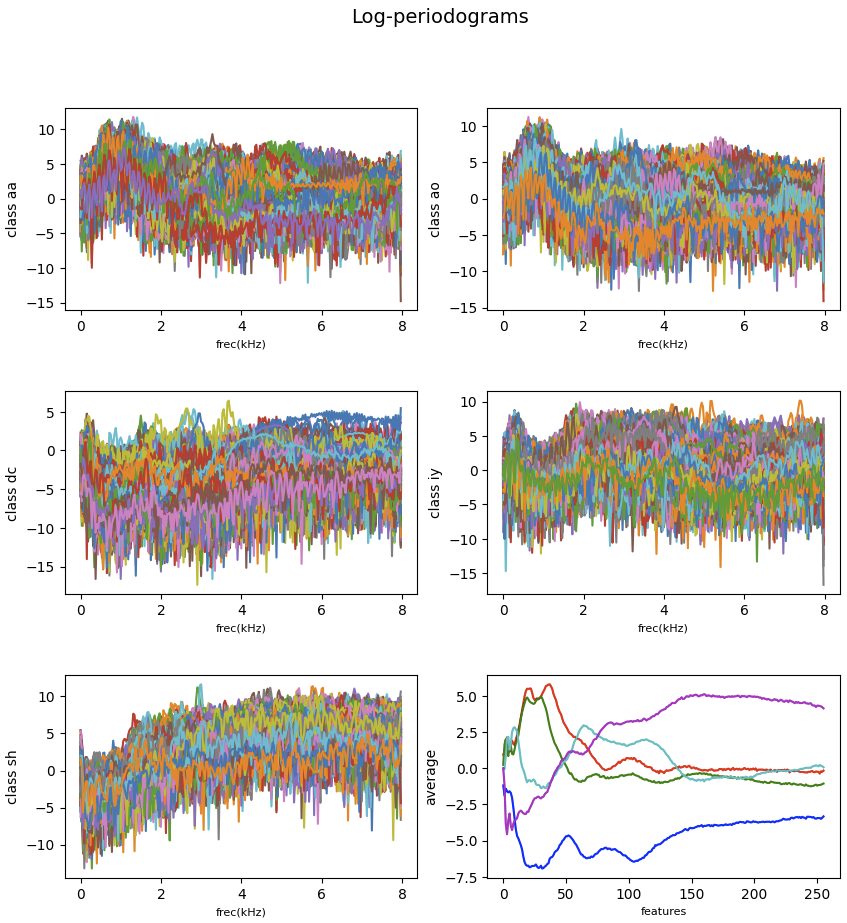 Log-periodograms
class aa
10
5
0
−5
−10
−15
0 2 4 6 8
frec(kHz)
class ao
10
5
0
−5
−10
−15
0 2 4 6 8
frec(kHz)
class dc
5
0
−5
−10
−15
0 2 4 6 8
frec(kHz)
class iy
10
5
0
−5
−10
−15
0 2 4 6 8
frec(kHz)
class sh
10
5
0
−5
−10
0 2 4 6 8
frec(kHz)
average
5.0
2.5
0.0
−2.5
−5.0
−7.5
0 50 100 150 200 250
features